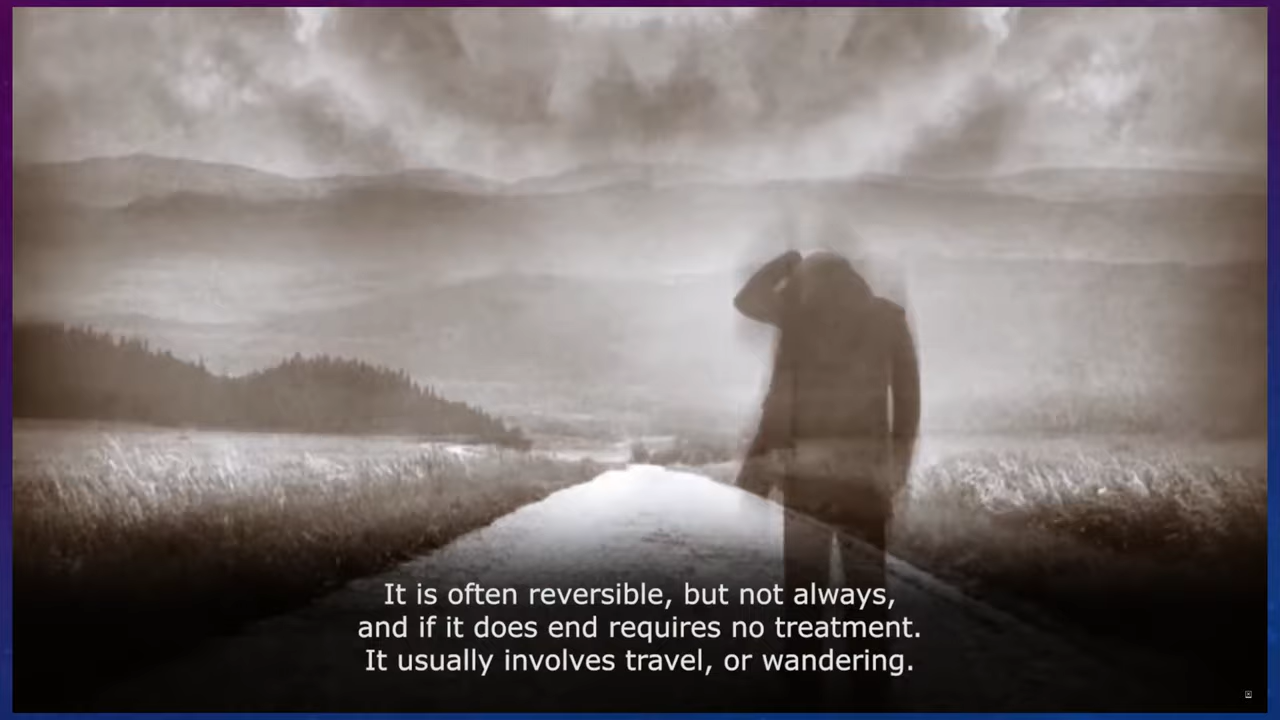 It is often reversible, but not always,
and if it does end requires no treatment.
It usually involves travel, or wandering.